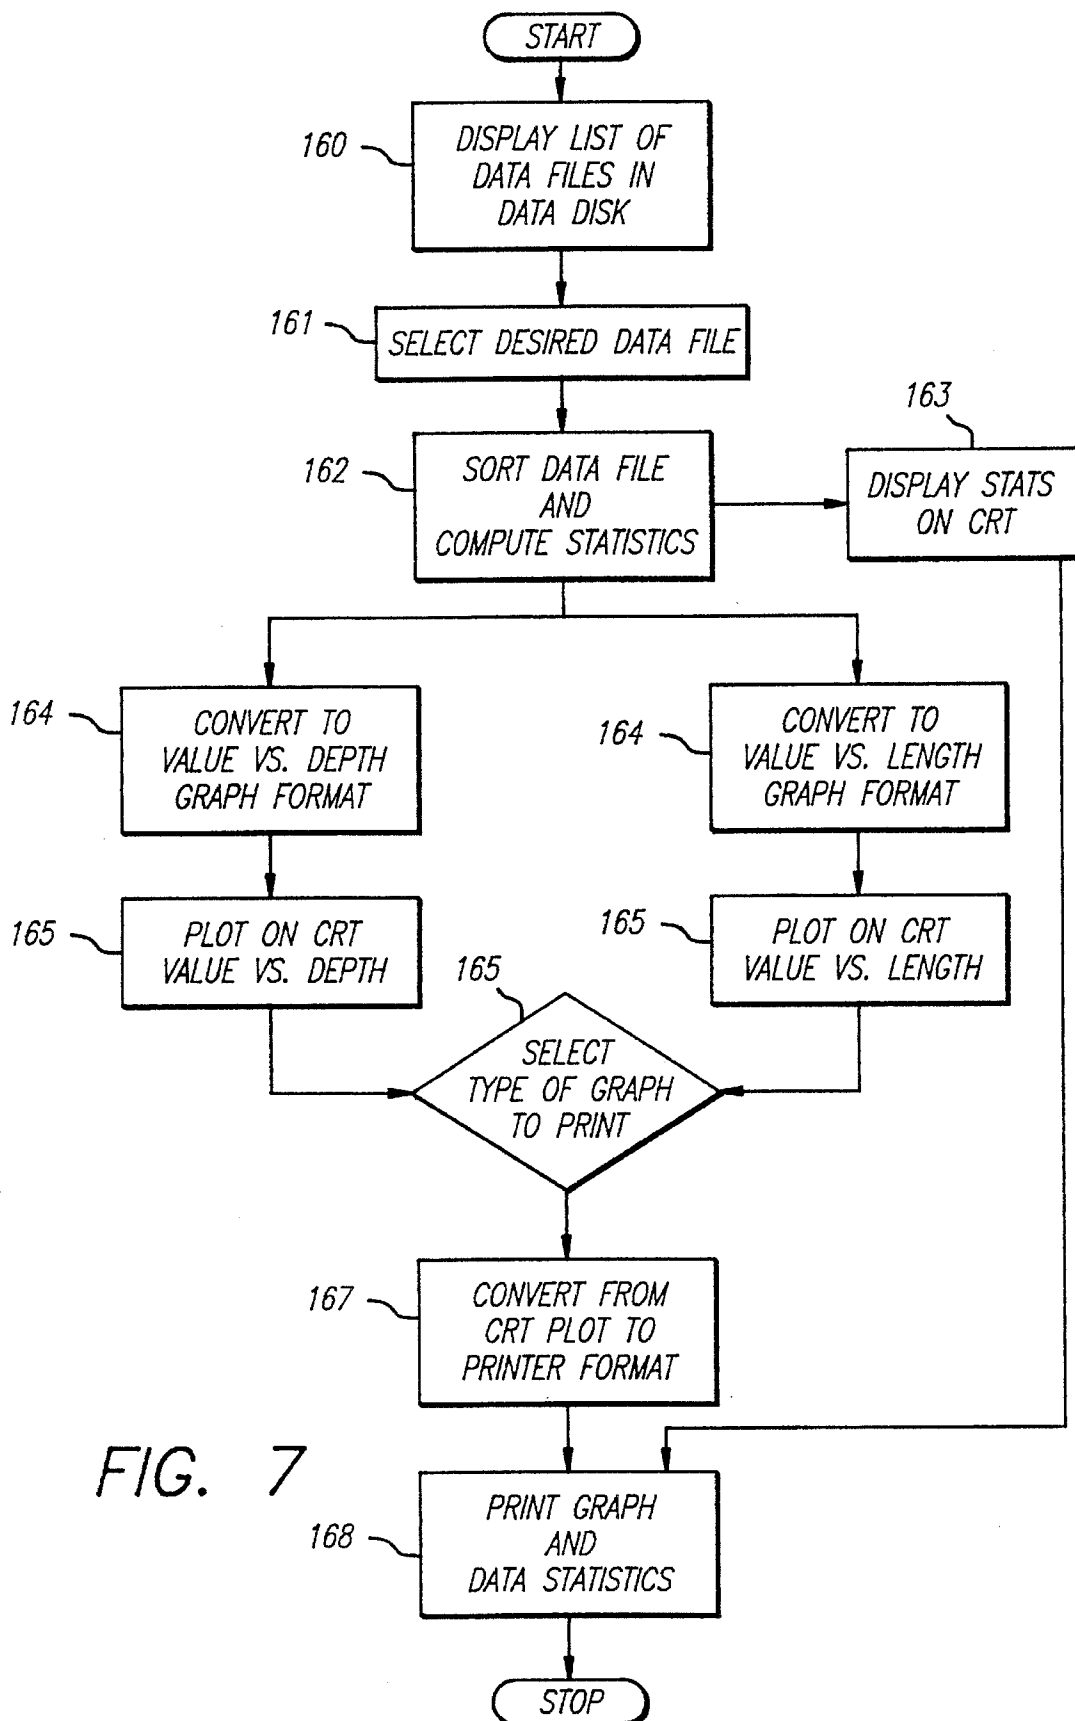 START
160
DISPLAY LIST OF
DATA FILES IN
DATA DISK
161
SELECT DESIRED DATA FILE
162
SORT DATA FILE
AND
COMPUTE STATISTICS
163
DISPLAY STATS
ON CRT
164
CONVERT TO
VALUE VS. DEPTH
GRAPH FORMAT
164
CONVERT TO
VALUE VS. LENGTH
GRAPH FORMAT
165
PLOT ON CRT
VALUE VS. DEPTH
165
PLOT ON CRT
VALUE VS. LENGTH
165
SELECT
TYPE OF GRAPH
TO PRINT
167
CONVERT FROM
CRT PLOT TO
PRINTER FORMAT
FIG. 7
168
PRINT GRAPH
AND
DATA STATISTICS
STOP